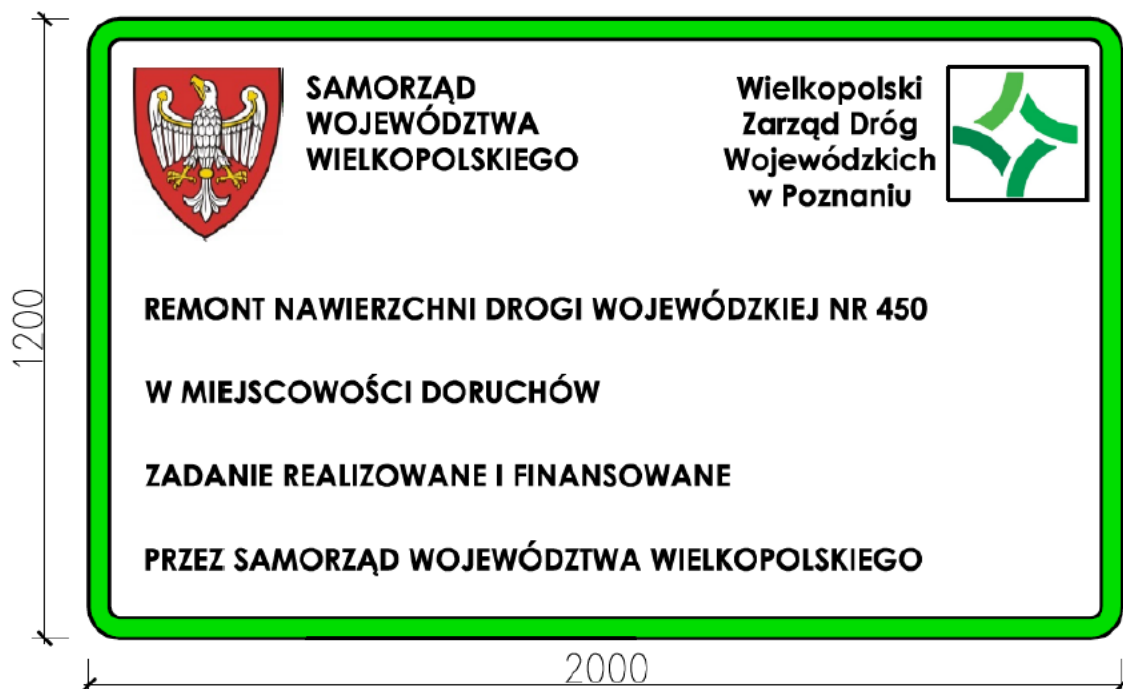 SAMORZĄD
WOJEWÓDZTWA
WIELKOPOLSKIEGO
Wielkopolski
Zarząd Dróg
Wojewódzkich
w Poznaniu
REMONT NAWIERZCHNI DROGI WOJEWÓDZKIEJ NR 450
W MIEJSCOWOŚCI DORUCHÓW
ZADANIE REALIZOWANE I FINANSOWANE
PRZEZ SAMORZĄD WOJEWÓDZTWA WIELKOPOLSKIEGO
1200
2000